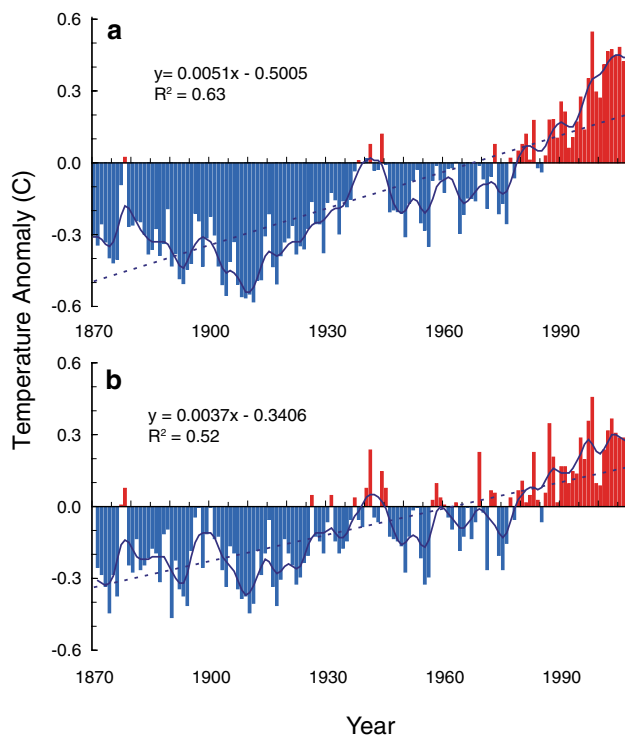 a
y= 0.0051x - 0.5005
R² = 0.63
0.6
0.3
0.0
-0.3
-0.6
1870 1900 1930 1960 1990
b
y = 0.0037x - 0.3406
R² = 0.52
0.6
0.3
0.0
-0.3
-0.6
1870 1900 1930 1960 1990
Temperature Anomaly (C)
Year